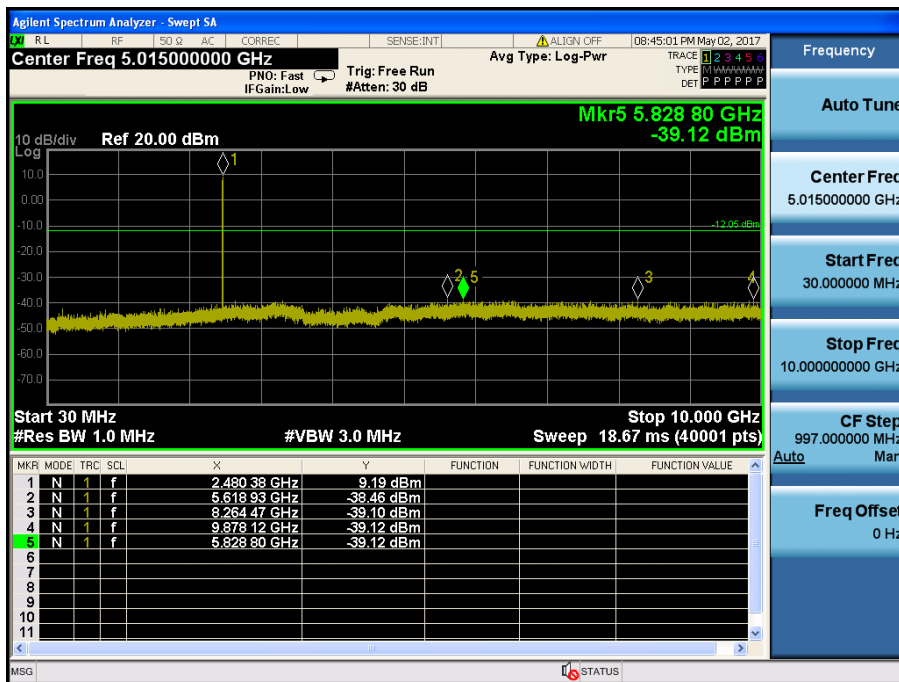 Agilent Spectrum Analyzer - Swept SA
LXI RL RF 50 Ω AC CORREC SENSE:INT ALIGN OFF 08:45:01 PM May 02, 2017
Center Freq 5.015000000 GHz
PNO: Fast
IFGain:Low
Trig: Free Run
#Atten: 30 dB
Avg Type: Log-Pwr
TRACE 1 2 3 4 5 6
TYPE MWWWWW
DET P P P P P P
Mkr5 5.828 80 GHz
-39.12 dBm
10 dB/div
Log
Ref 20.00 dBm
10.0
0.00
-10.0
-20.0
-30.0
-40.0
-50.0
-60.0
-70.0
1
-12.05 dBm
2 5 3 4
Start 30 MHz
Stop 10.000 GHz
#Res BW 1.0 MHz
#VBW 3.0 MHz
Sweep 18.67 ms (40001 pts)
MKR MODE TRC SCL X Y FUNCTION FUNCTION WIDTH FUNCTION VALUE
1 N 1 f 2.480 38 GHz 9.19 dBm
2 N 1 f 5.618 93 GHz -38.46 dBm
3 N 1 f 8.264 47 GHz -39.10 dBm
4 N 1 f 9.878 12 GHz -39.12 dBm
5 N 1 f 5.828 80 GHz -39.12 dBm
6
7
8
9
10
11
MSG
STATUS
Frequency
Auto Tune
Center Freq
5.015000000 GHz
Start Freq
30.000000 MHz
Stop Freq
10.000000000 GHz
CF Step
997.000000 MHz
Auto Man
Freq Offset
0 Hz